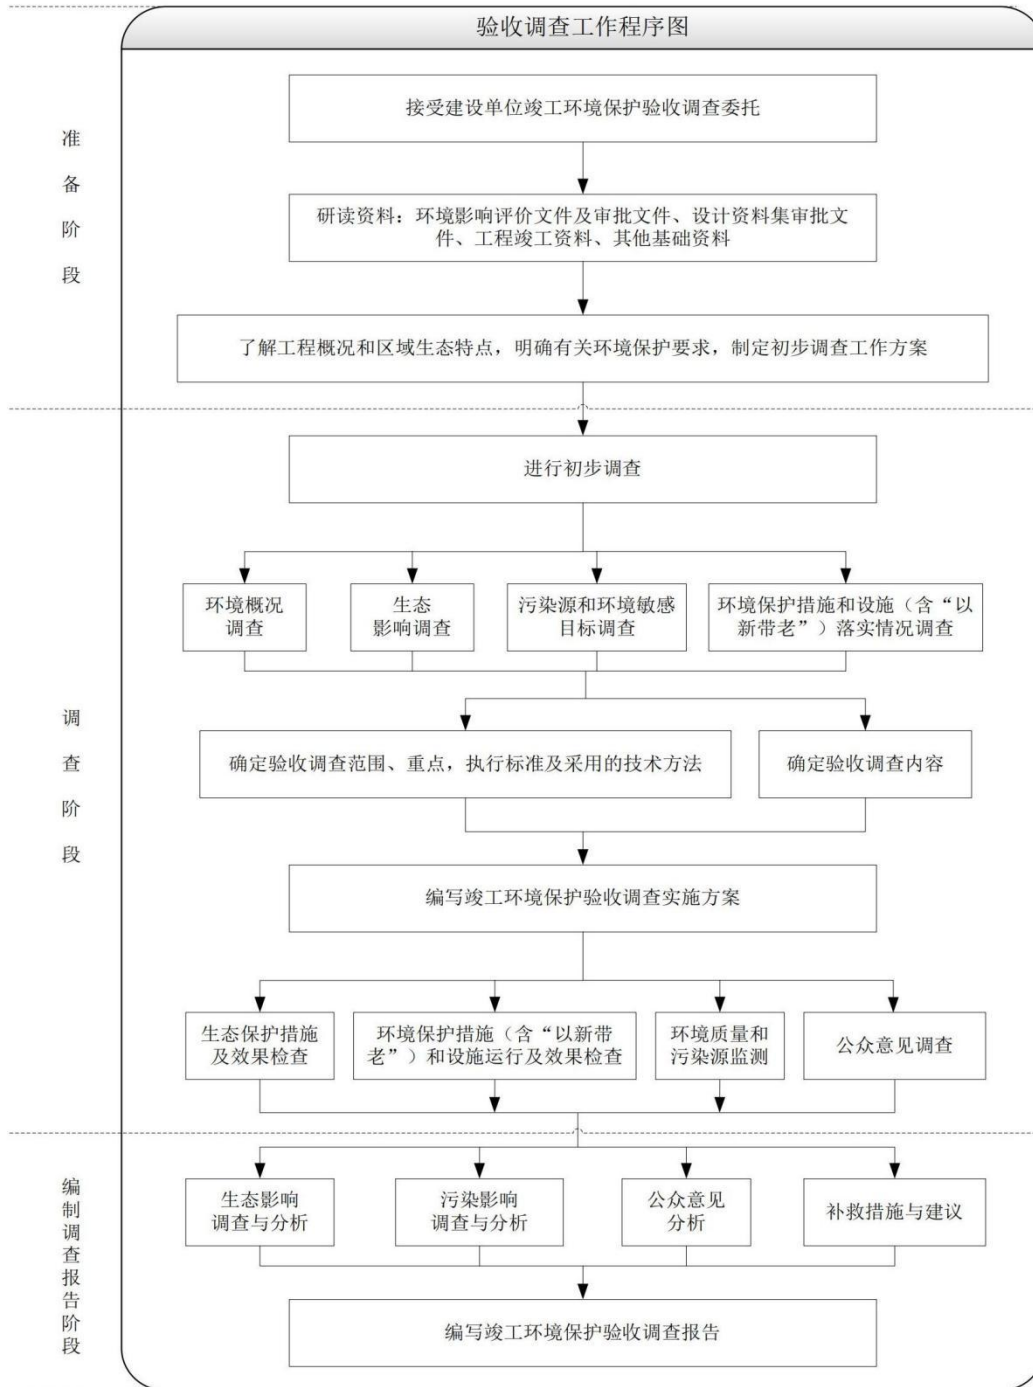 验收调查工作程序图
准备阶段
接受建设单位竣工环境保护验收调查委托
研读资料：环境影响评价文件及审批文件、设计资料集审批文
件、工程竣工资料、其他基础资料
了解工程概况和区域生态特点，明确有关环境保护要求，制定初步调查工作方案
调查阶段
进行初步调查
环境概况
调查
生态
影响调查
污染源和环境敏感
目标调查
环境保护措施和设施（含“以
新带老”）落实情况调查
确定验收调查范围、重点，执行标准及采用的技术方法
确定验收调查内容
编写竣工环境保护验收调查实施方案
生态保护措施
及效果检查
环境保护措施（含“以新带
老”）和设施运行及效果检查
环境质量和
污染源监测
公众意见调查
编制调查报告阶段
生态影响
调查与分析
污染影响
调查与分析
公众意见
分析
补救措施与建议
编写竣工环境保护验收调查报告